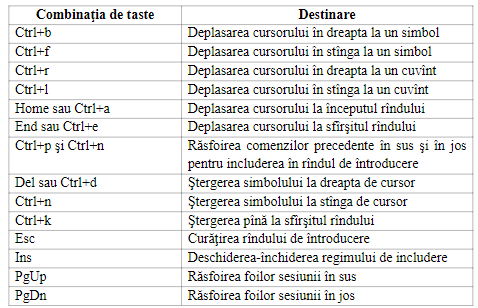 Combinaţia de taste Destinare
Ctrl+b Deplasarea cursorului în dreapta la un simbol
Ctrl+f Deplasarea cursorului în stînga la un simbol
Ctrl+r Deplasarea cursorului în dreapta la un cuvînt
Ctrl+l Deplasarea cursorului în stînga la un cuvînt
Home sau Ctrl+a Deplasarea cursorului la începutul rîndului
End sau Ctrl+e Deplasarea cursorului la sfîrşitul rîndului
Ctrl+p şi Ctrl+n Răsfoirea comenzilor precedente în sus şi în jos
pentru includerea în rîndul de întroducere
Del sau Ctrl+d Ştergerea simbolului la dreapta de cursor
Ctrl+n Ştergerea simbolului la stînga de cursor
Ctrl+k Ştergerea pînă la sfîrşitul rîndului
Esc Curăţirea rîndului de întroducere
Ins Deschiderea-închiderea regimului de includere
PgUp Răsfoirea foilor sesiunii în sus
PgDn Răsfoirea foilor sesiunii în jos